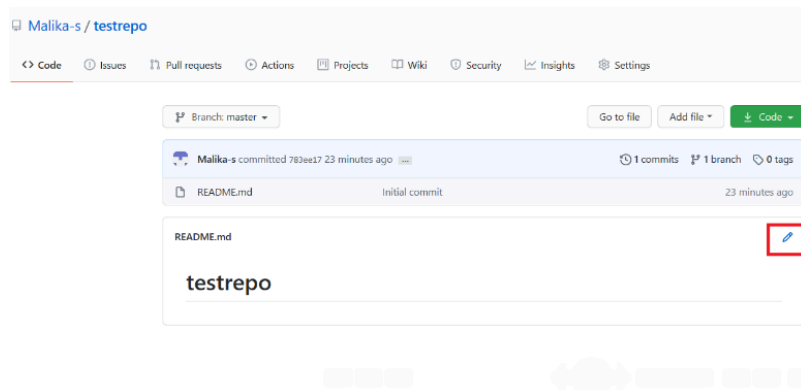 Malika-s / testrepo
<> Code Issues Pull requests Actions Projects Wiki Security Insights Settings
Branch: master Go to file Add file Code
Malika-s committed 783ee17 23 minutes ago ... 1 commits 1 branch 0 tags
README.md Initial commit 23 minutes ago
README.md
testrepo